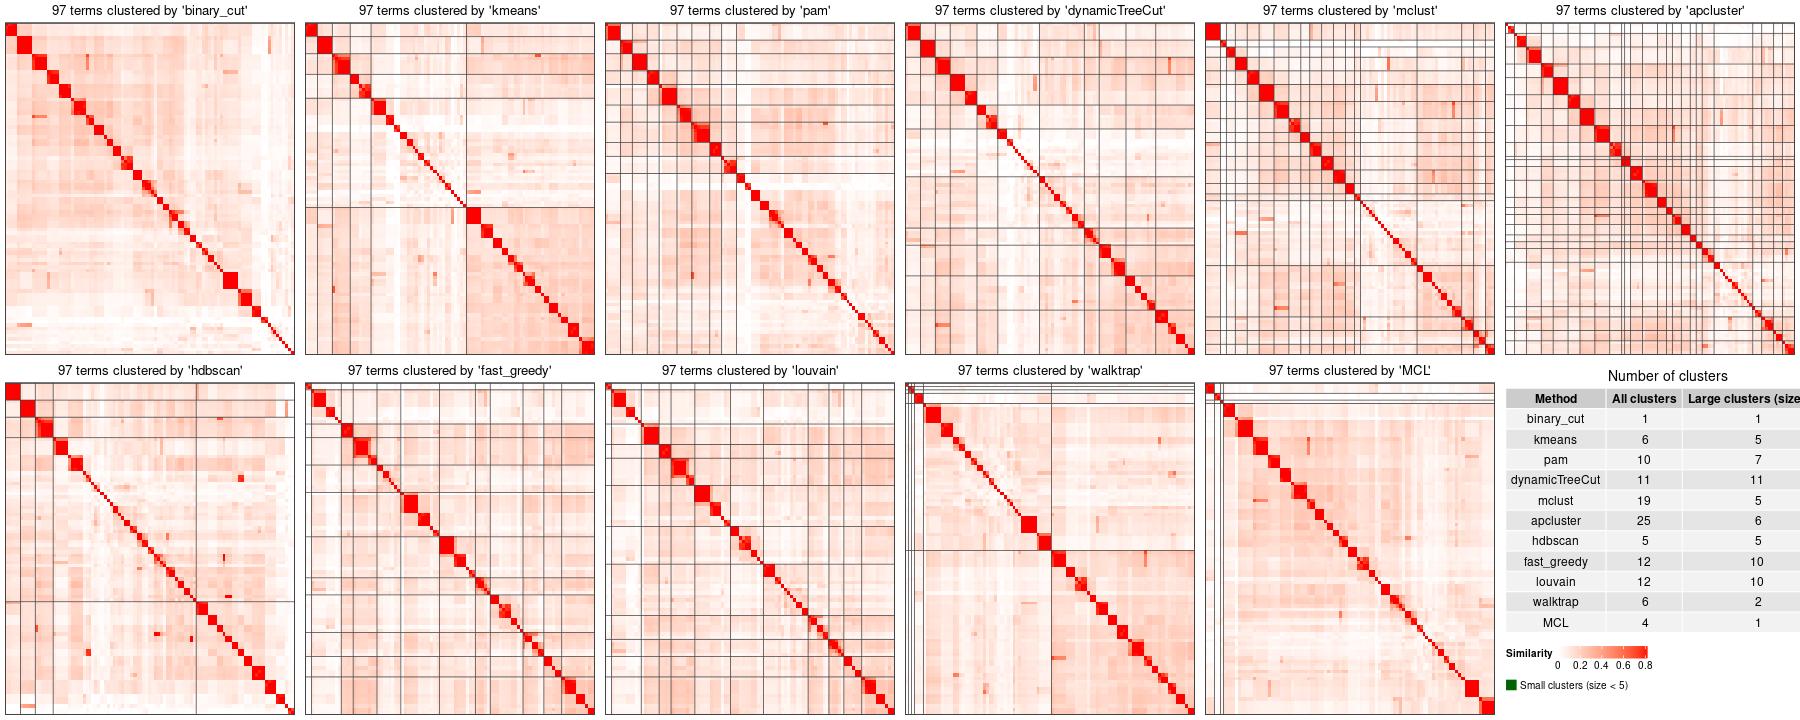 97 terms clustered by 'binary_cut'
97 terms clustered by 'kmeans'
97 terms clustered by 'pam'
97 terms clustered by 'dynamicTreeCut'
97 terms clustered by 'mclust'
97 terms clustered by 'apcluster'
97 terms clustered by 'hdbscan'
97 terms clustered by 'fast_greedy'
97 terms clustered by 'louvain'
97 terms clustered by 'walktrap'
97 terms clustered by 'MCL'
Number of clusters
Method All clusters Large clusters (size
binary_cut 1 1
kmeans 6 5
pam 10 7
dynamicTreeCut 11 11
mclust 19 5
apcluster 25 6
hdbscan 5 5
fast_greedy 12 10
louvain 12 10
walktrap 6 2
MCL 4 1
Similarity
0 0.2 0.4 0.6 0.8
Small clusters (size < 5)